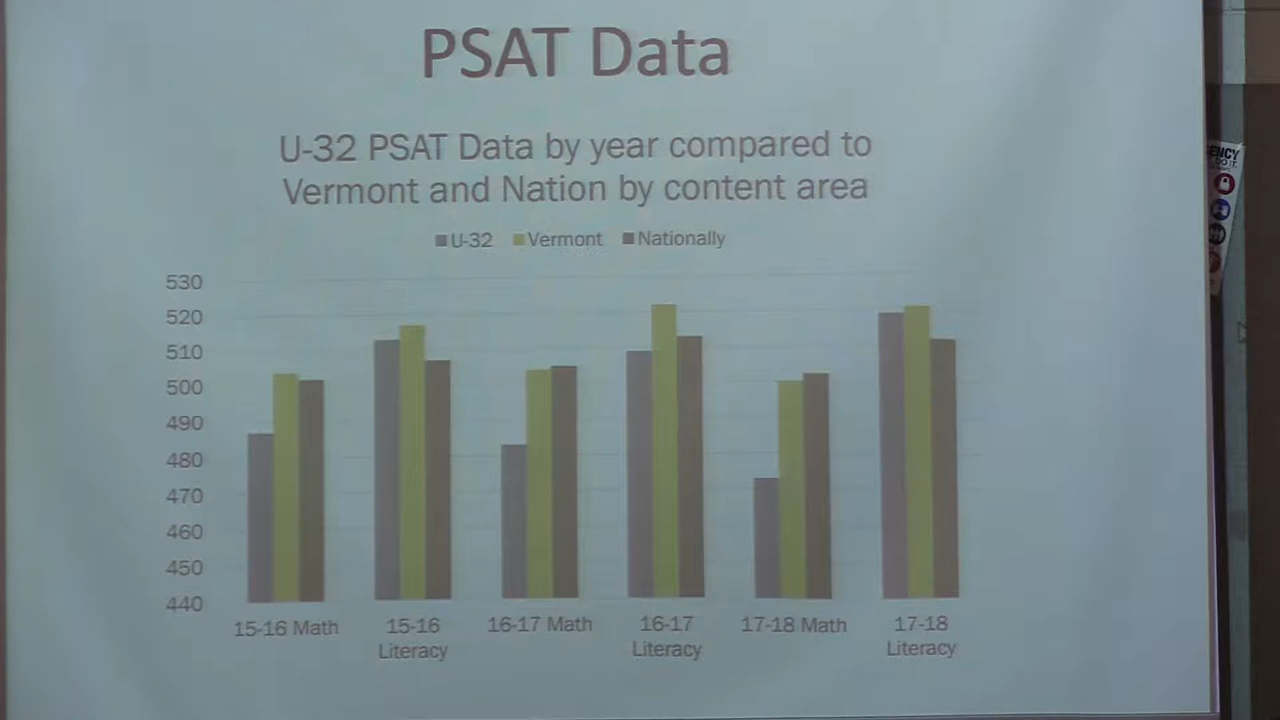 PSAT Data
U-32 PSAT Data by year compared to
Vermont and Nation by content area
U-32 Vermont Nationally
530
520
510
500
490
480
470
460
450
440
15-16 Math
15-16
Literacy
16-17 Math
16-17
Literacy
17-18 Math
17-18
Literacy